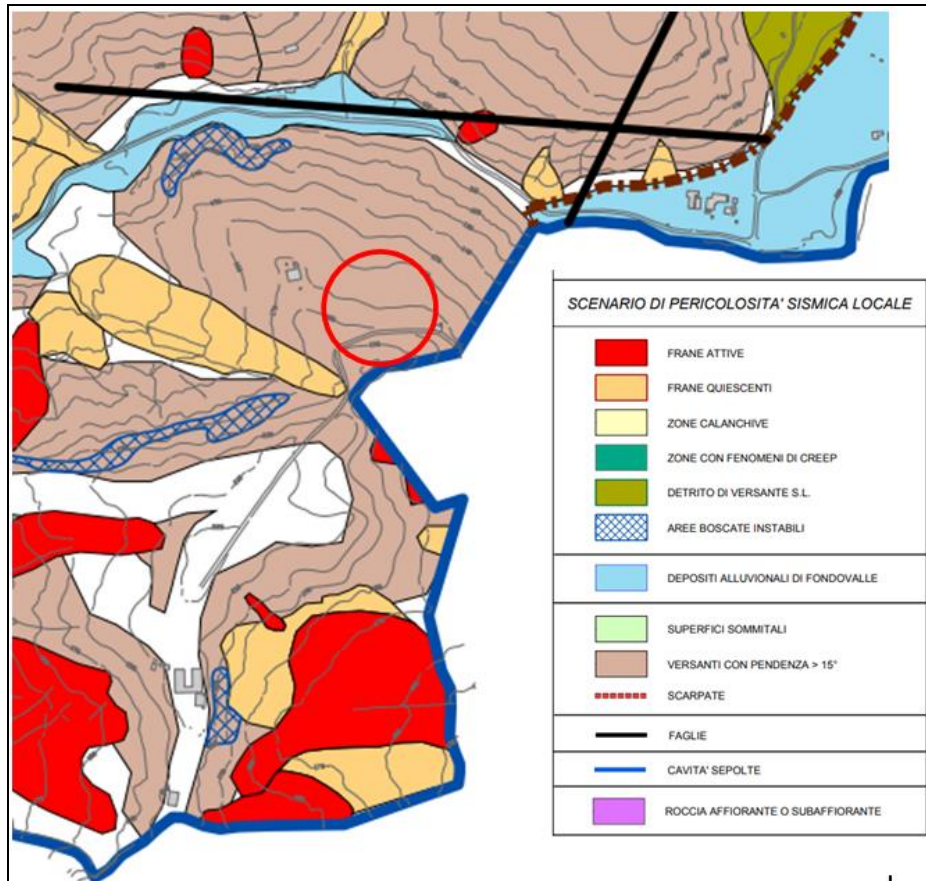 SCENARIO DI PERICOLOSITA' SISMICA LOCALE
FRANE ATTIVE
FRANE QUIESCENTI
ZONE CALANCHIVE
ZONE CON FENOMENI DI CREEP
DETRITO DI VERSANTE S.L.
AREE BOSCATE INSTABILI
DEPOSITI ALLUVIONALI DI FONDOVALLE
SUPERFICI SOMMITALI
VERSANTI CON PENDENZA > 15°
SCARPATE
FAGLIE
CAVITA' SEPOLTE
ROCCIA AFFIORANTE O SUBAFFIORANTE